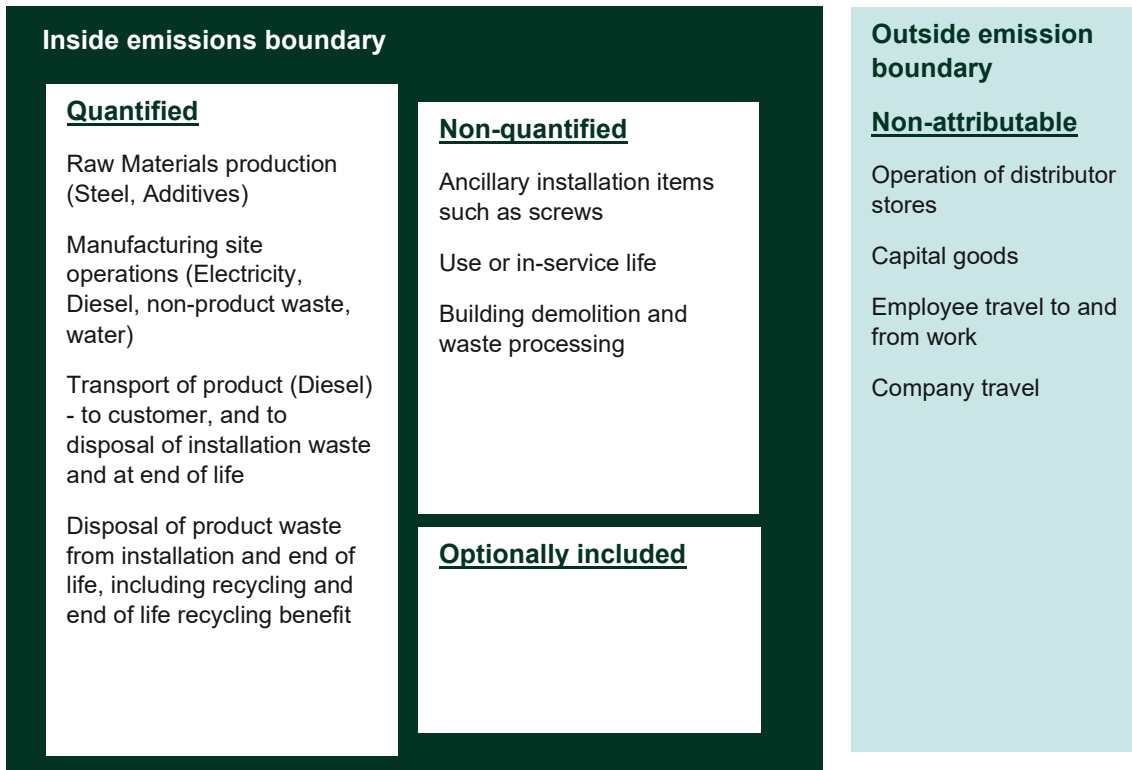 Inside emissions boundary
Quantified
Raw Materials production
(Steel, Additives)
Manufacturing site
operations (Electricity,
Diesel, non-product waste,
water)
Transport of product (Diesel)
- to customer, and to
disposal of installation waste
and at end of life
Disposal of product waste
from installation and end of
life, including recycling and
end of life recycling benefit
Non-quantified
Ancillary installation items
such as screws
Use or in-service life
Building demolition and
waste processing
Optionally included
Outside emission
boundary
Non-attributable
Operation of distributor
stores
Capital goods
Employee travel to and
from work
Company travel